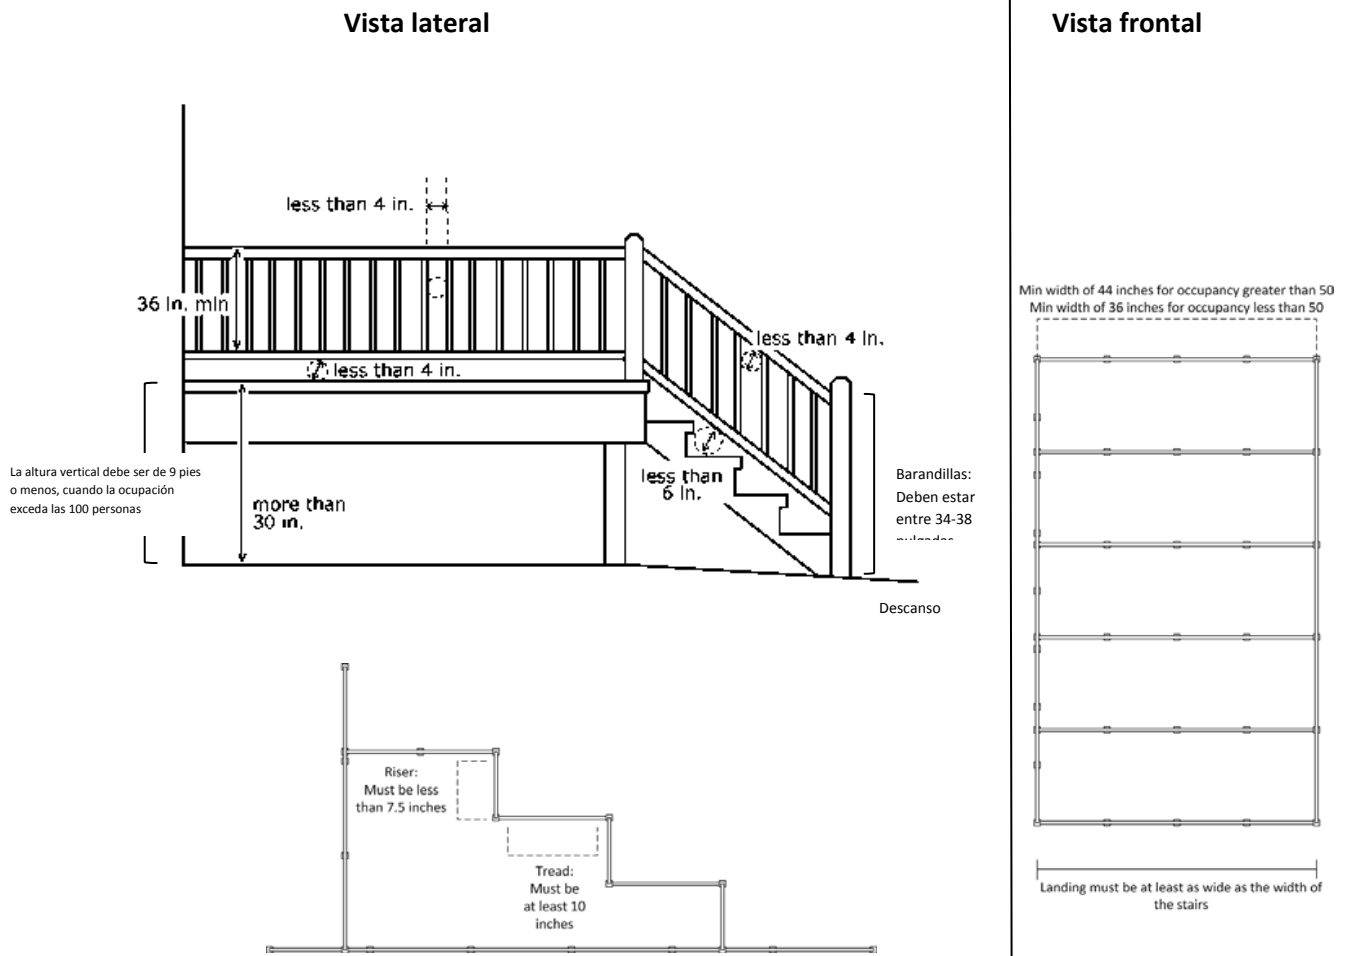 Vista lateral
Vista frontal
less than 4 in.
36 in. min
less than 4 in.
less than 4 in.
less than
6 in.
more than
30 in.
La altura vertical debe ser de 9 pies
o menos, cuando la ocupación
exceda las 100 personas
Barandillas:
Deben estar
entre 34-38
pulgadas
Descanso
Riser:
Must be less
than 7.5 inches
Tread:
Must be
at least 10
inches
Min width of 44 inches for occupancy greater than 50
Min width of 36 inches for occupancy less than 50
Landing must be at least as wide as the width of
the stairs